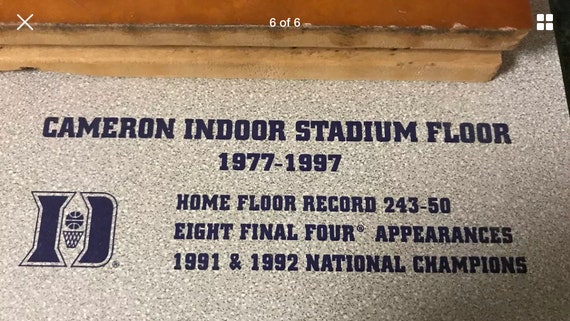 6 of 6
CAMERON INDOOR STADIUM FLOOR
1977-1997
HOME FLOOR RECORD 243-50
EIGHT FINAL FOUR® APPEARANCES
1991 & 1992 NATIONAL CHAMPIONS
D ®